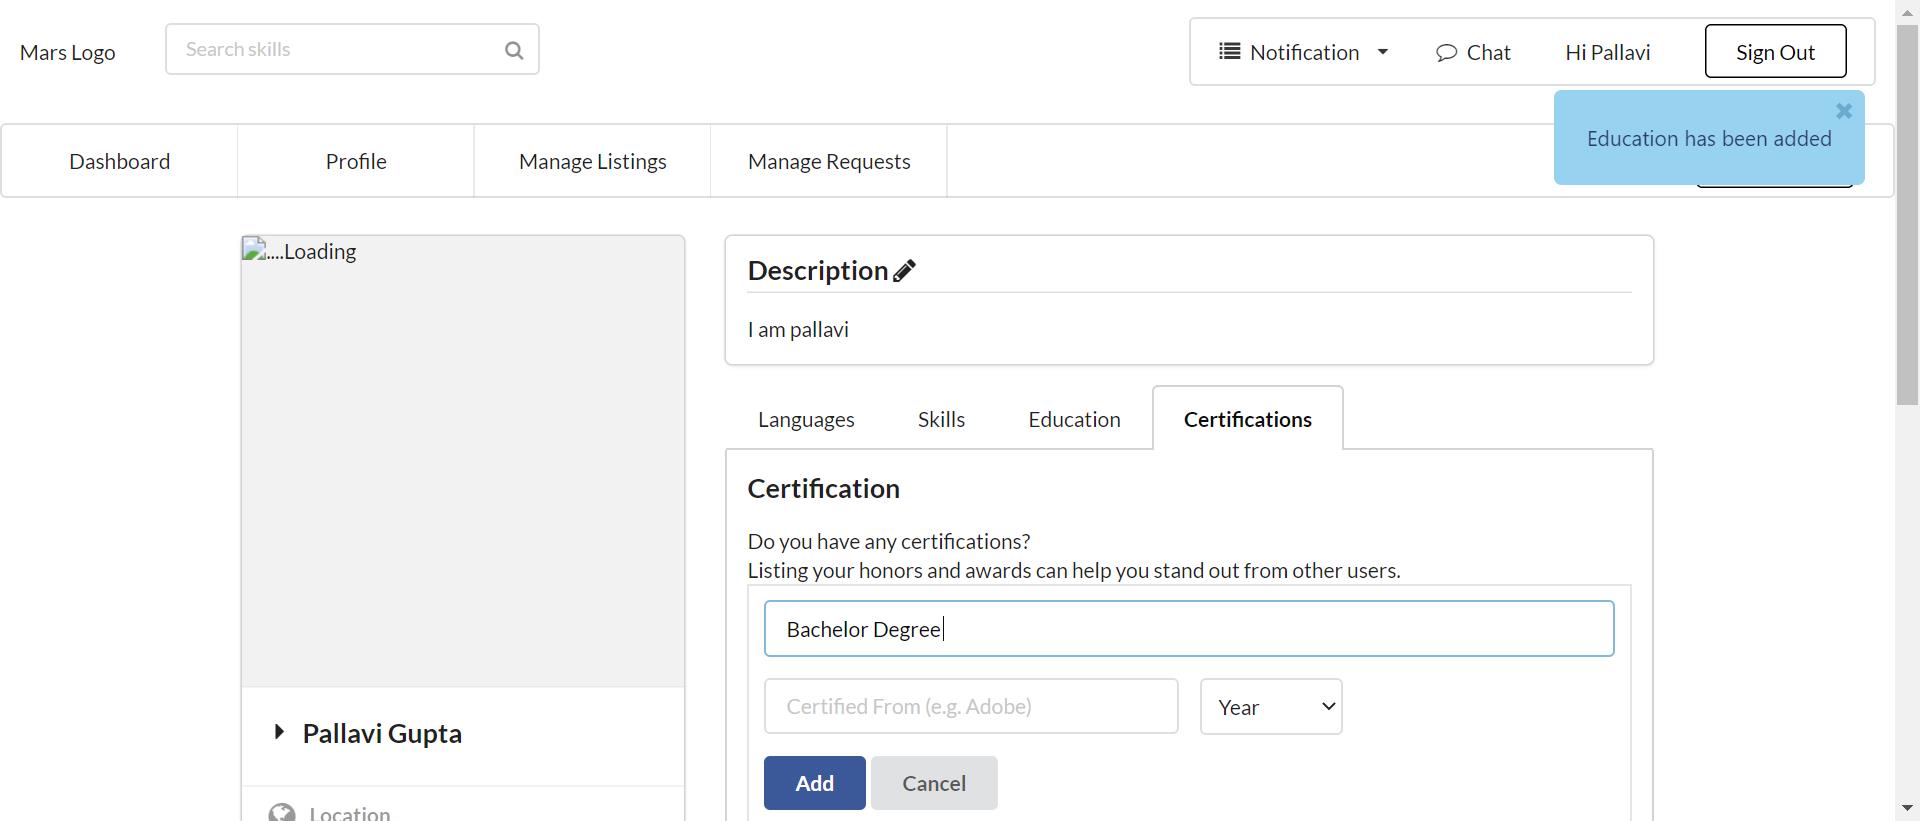 Mars Logo
Search skills
Notification
Chat
Hi Pallavi
Sign Out
Education has been added
Dashboard
Profile
Manage Listings
Manage Requests
....Loading
Description
I am pallavi
Languages
Skills
Education
Certifications
Certification
Do you have any certifications?
Listing your honors and awards can help you stand out from other users.
Bachelor Degree
Certified From (e.g. Adobe)
Year
Add
Cancel
Pallavi Gupta
Location